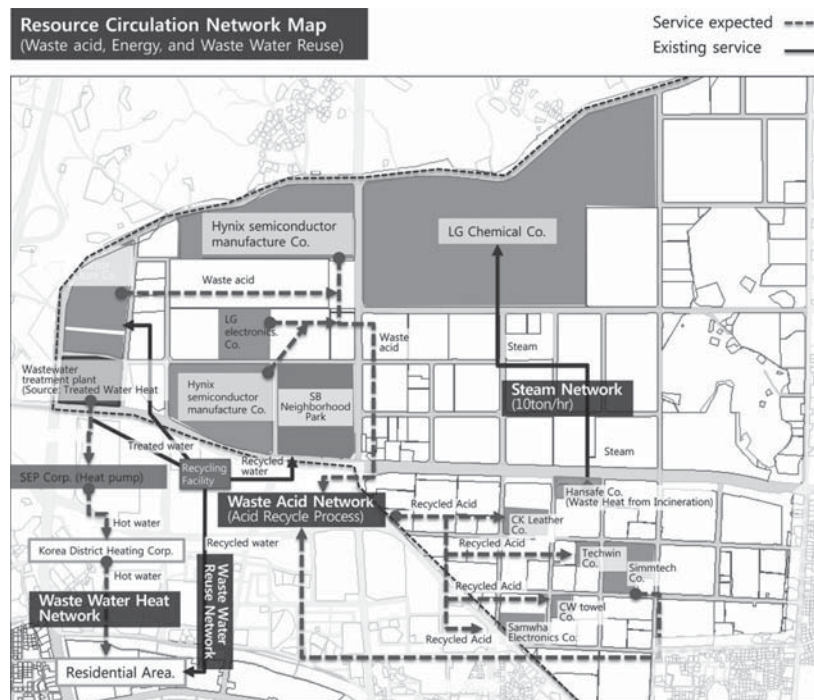 Resource Circulation Network Map
(Waste acid, Energy, and Waste Water Reuse)
Service expected
Existing service
Hynix semiconductor
manufacture Co.
LG Chemical Co.
Waste acid
LG
electronics.
Co.
Waste
acid
Steam
Wastewater
treatment plant
(Source: Treated Water Heat
Hynix
semiconductor
manufacture Co.
SB
Neighborhood
Park
Steam Network
(10ton/hr)
Treated water
Steam
SEP Corp. (Heat pump)
Recycling
Facility
Recycled
water
Waste Acid Network
(Acid Recycle Process)
Hansafe Co.
(Waste Heat from Incineration)
Recycled Acid
CK Leather
Co.
Hot water
Recycled water
Korea District Heating Corp.
Recycled Acid
Techwin
Co.
Simmtech
Co.
Hot water
Recycled Acid
Waste Water Heat
Network
Waste Water
Reuse Network
CW towel
Co.
Samwha
Electronics Co.
Recycled Acid
Residential Area.